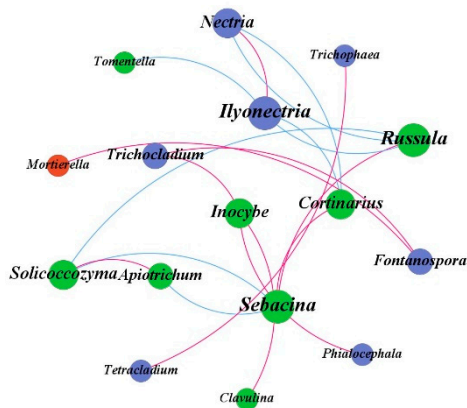 Nectria
Trichophaea
Tomentella
Ilyonectria
Russula
Trichocladium
Mortierella
Inocybe
Cortinarius
Fontanospora
Solicoccozyma
Apiotrichum
Sebacina
Phialocephala
Tetracladium
Clavulina